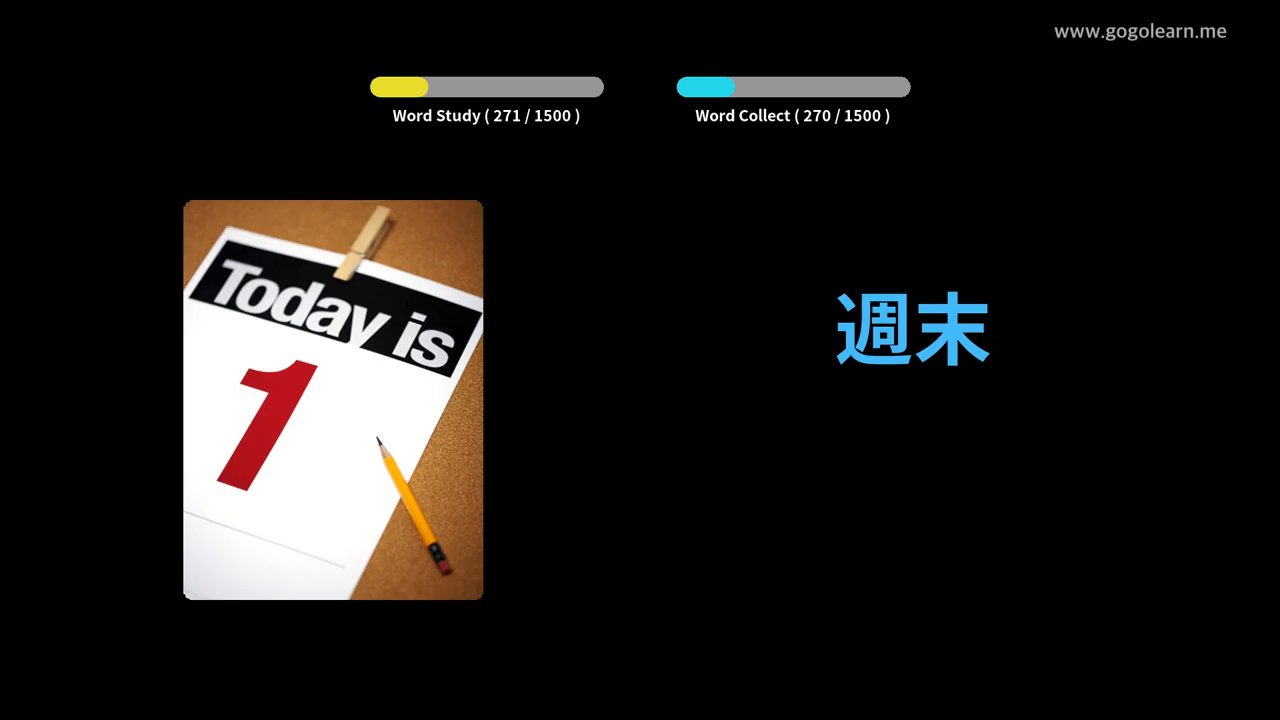 www.gogolearn.me
Word Study ( 271 / 1500 )
Word Collect ( 270 / 1500 )
Today is
1
週末